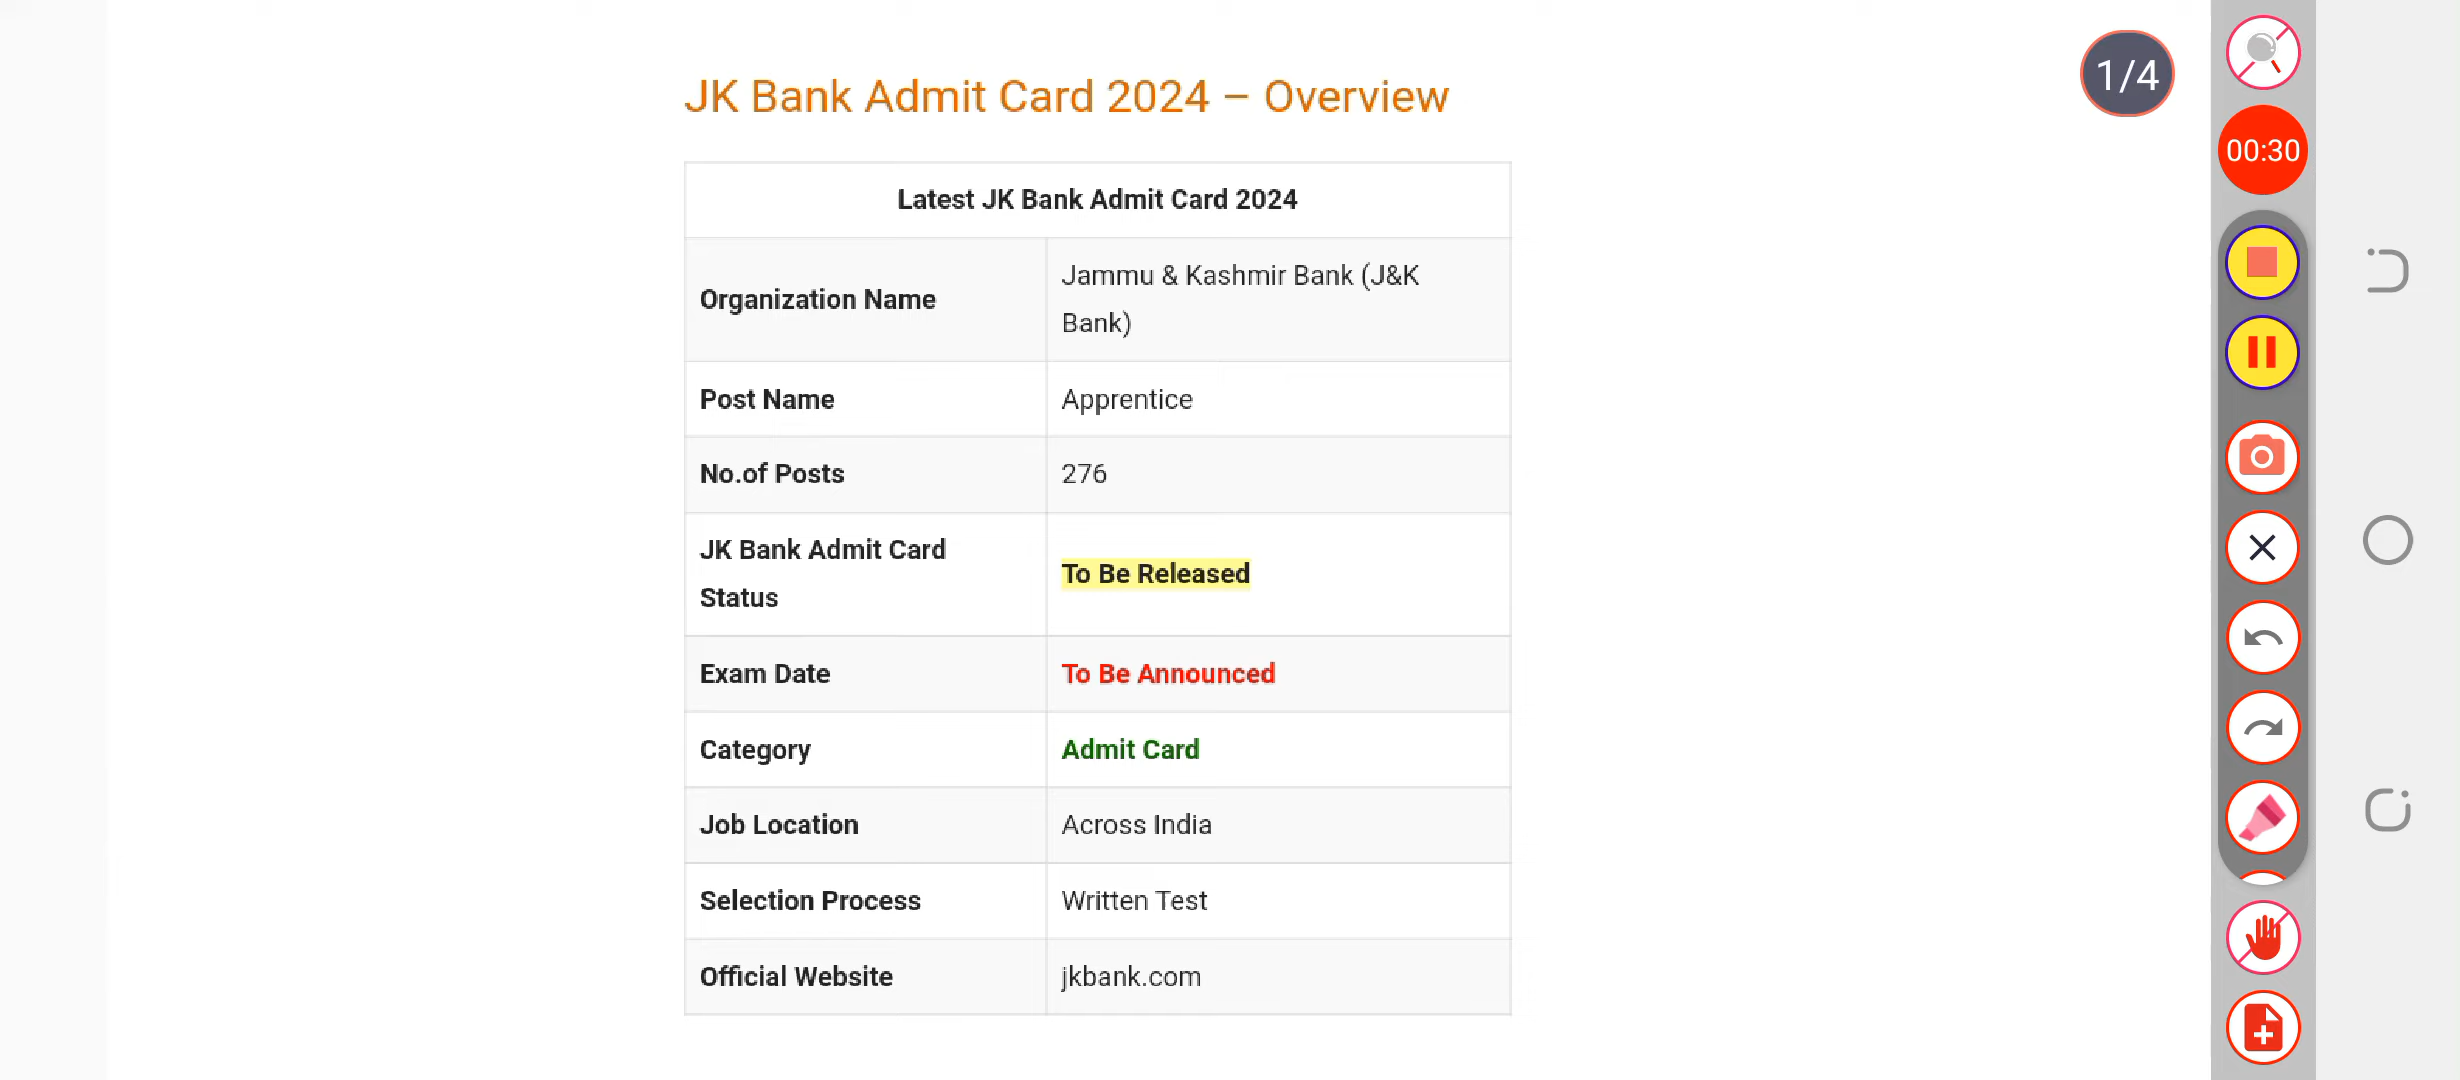 JK Bank Admit Card 2024 – Overview
1/4
00:30
Latest JK Bank Admit Card 2024
Organization Name
Jammu & Kashmir Bank (J&K
Bank)
Post Name
Apprentice
No.of Posts
276
JK Bank Admit Card
Status
To Be Released
Exam Date
To Be Announced
Category
Admit Card
Job Location
Across India
Selection Process
Written Test
Official Website
jkbank.com